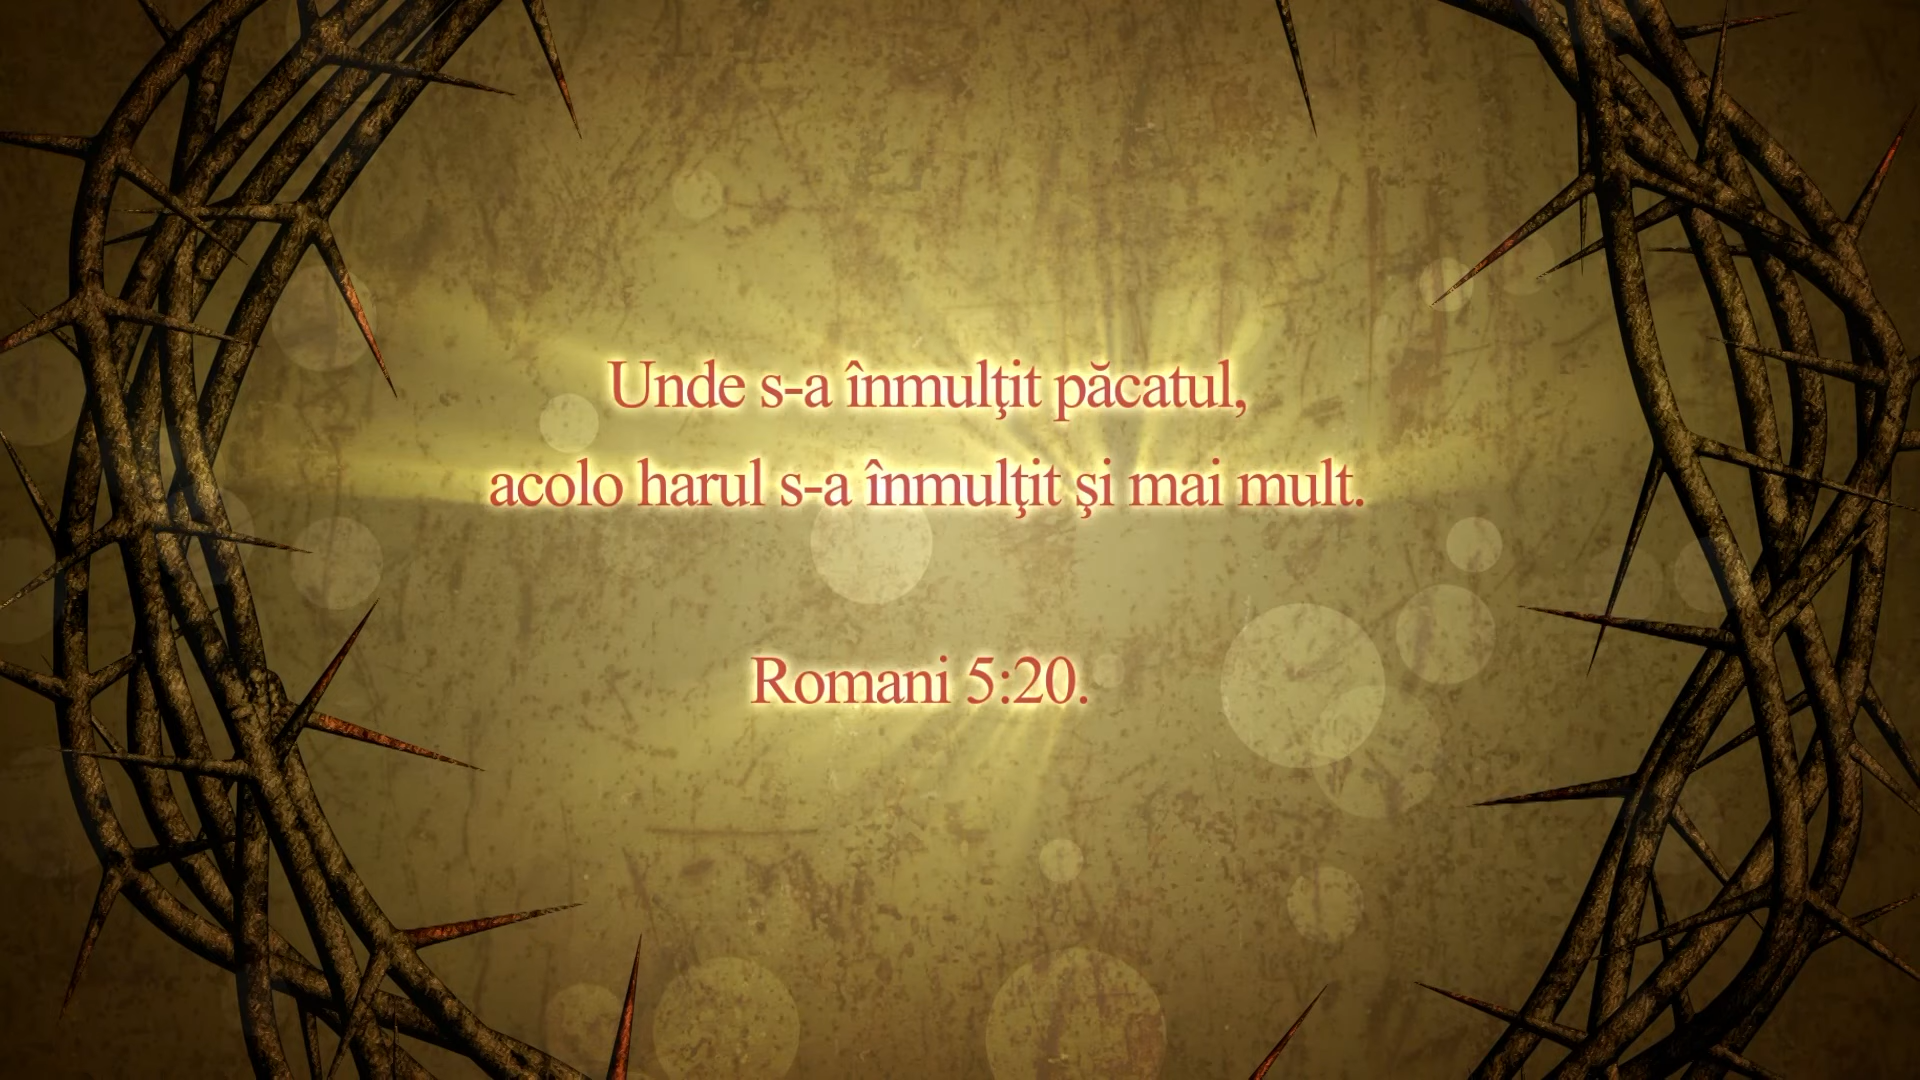 Unde s-a înmulţit păcatul,
acolo harul s-a înmulţit şi mai mult.
Romani 5:20.